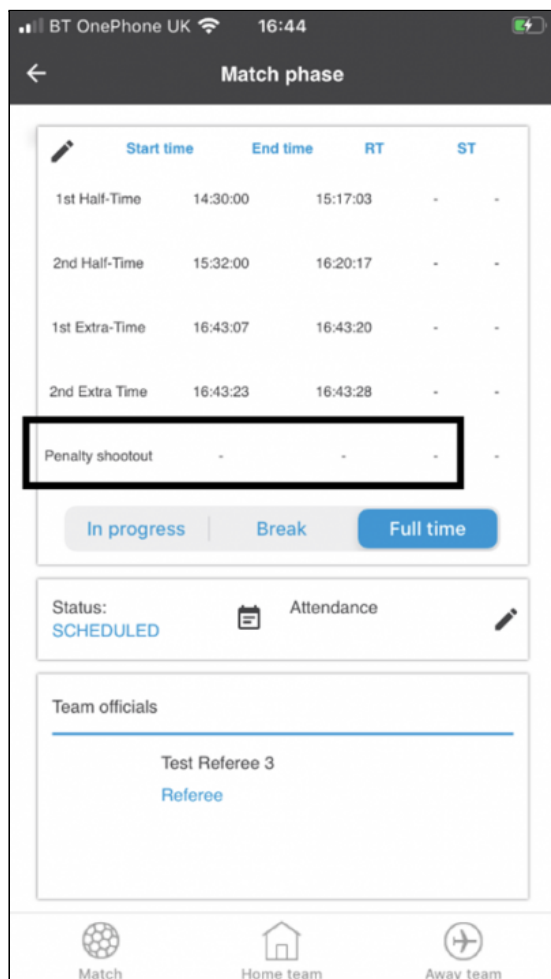 BT OnePhone UK 16:44
Match phase
Start time End time RT ST
1st Half-Time 14:30:00 15:17:03 - -
2nd Half-Time 15:32:00 16:20:17 - -
1st Extra-Time 16:43:07 16:43:20 - -
2nd Extra Time 16:43:23 16:43:28 - -
Penalty shootout - - - -
In progress Break Full time
Status: Attendance
SCHEDULED
Team officials
Test Referee 3
Referee
Match Home team Away team